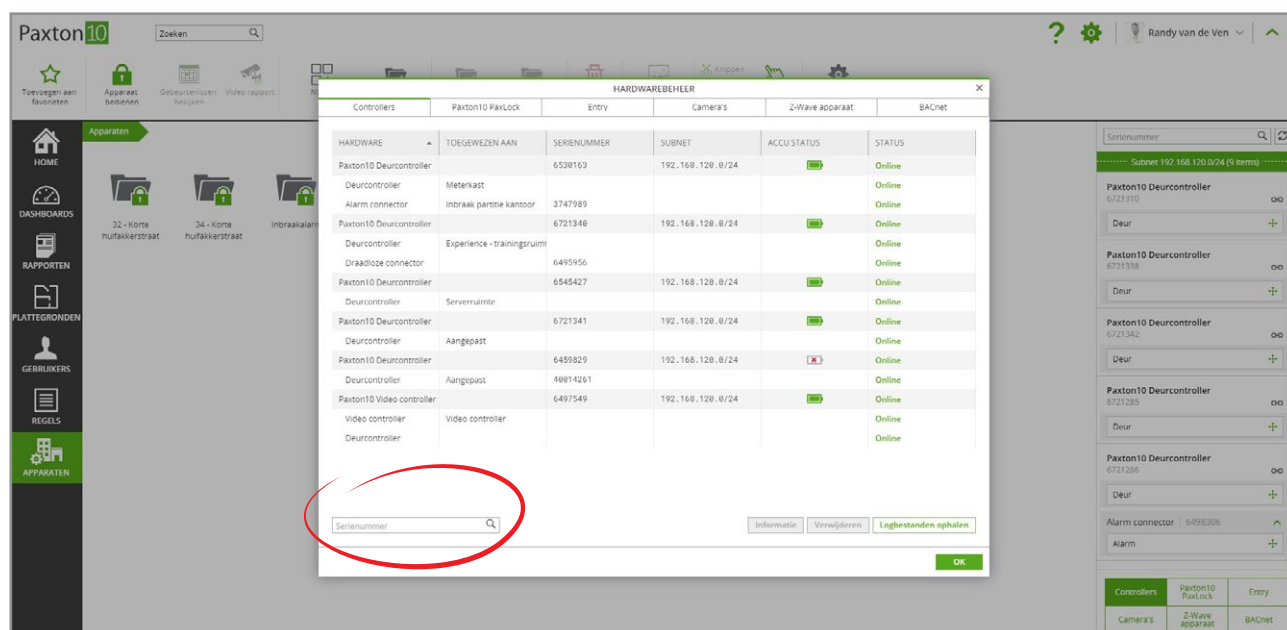 Paxton10
Zoeken
Randy van de Ven
Toevoegen aan
favorieten
Apparaat
bedienen
Gebeurtenissen
bekijken
Video rapport
Knippen
HARDWAREBEHEER
Controllers
Paxton10 PaxLock
Entry
Camera's
Z-Wave apparaat
BACnet
HARDWARE TOEGEWEZEN AAN SERIENUMMER SUBNET ACCU STATUS STATUS
Paxton10 Deurcontroller 6530163 192.168.120.0/24 Online
Deurcontroller Meterkast Online
Alarm connector Inbraak partitie kantoor 3747989 Online
Paxton10 Deurcontroller 6721340 192.168.120.0/24 Online
Deurcontroller Experience - trainingsruimt Online
Draadloze connector 6495956 Online
Paxton10 Deurcontroller 6545427 192.168.120.0/24 Online
Deurcontroller Serverruimte Online
Paxton10 Deurcontroller 6721341 192.168.120.0/24 Online
Deurcontroller Aangepast Online
Paxton10 Deurcontroller 6459829 192.168.120.0/24 Online
Deurcontroller Aangepast 40014261 Online
Paxton10 Video controller 6497549 192.168.120.0/24 Online
Video controller Video controller Online
Deurcontroller Online
Serienummer
Informatie
Verwijderen
Logbestanden ophalen
OK
HOME
DASHBOARDS
RAPPORTEN
PLATTEGRONDEN
GEBRUIKERS
REGELS
APPARATEN
Apparaten
32 - Korte
huifakkerstraat
34 - Korte
huifakkerstraat
Inbraakalarm
Serienummer
Subnet 192.168.120.0/24 (9 items)
Paxton10 Deurcontroller
6721310
Deur
Paxton10 Deurcontroller
6721338
Deur
Paxton10 Deurcontroller
6721342
Deur
Paxton10 Deurcontroller
6721285
Deur
Paxton10 Deurcontroller
6721286
Deur
Alarm connector 6498306
Alarm
Controllers
Paxton10
PaxLock
Entry
Camera's
Z-Wave
apparaat
BACnet